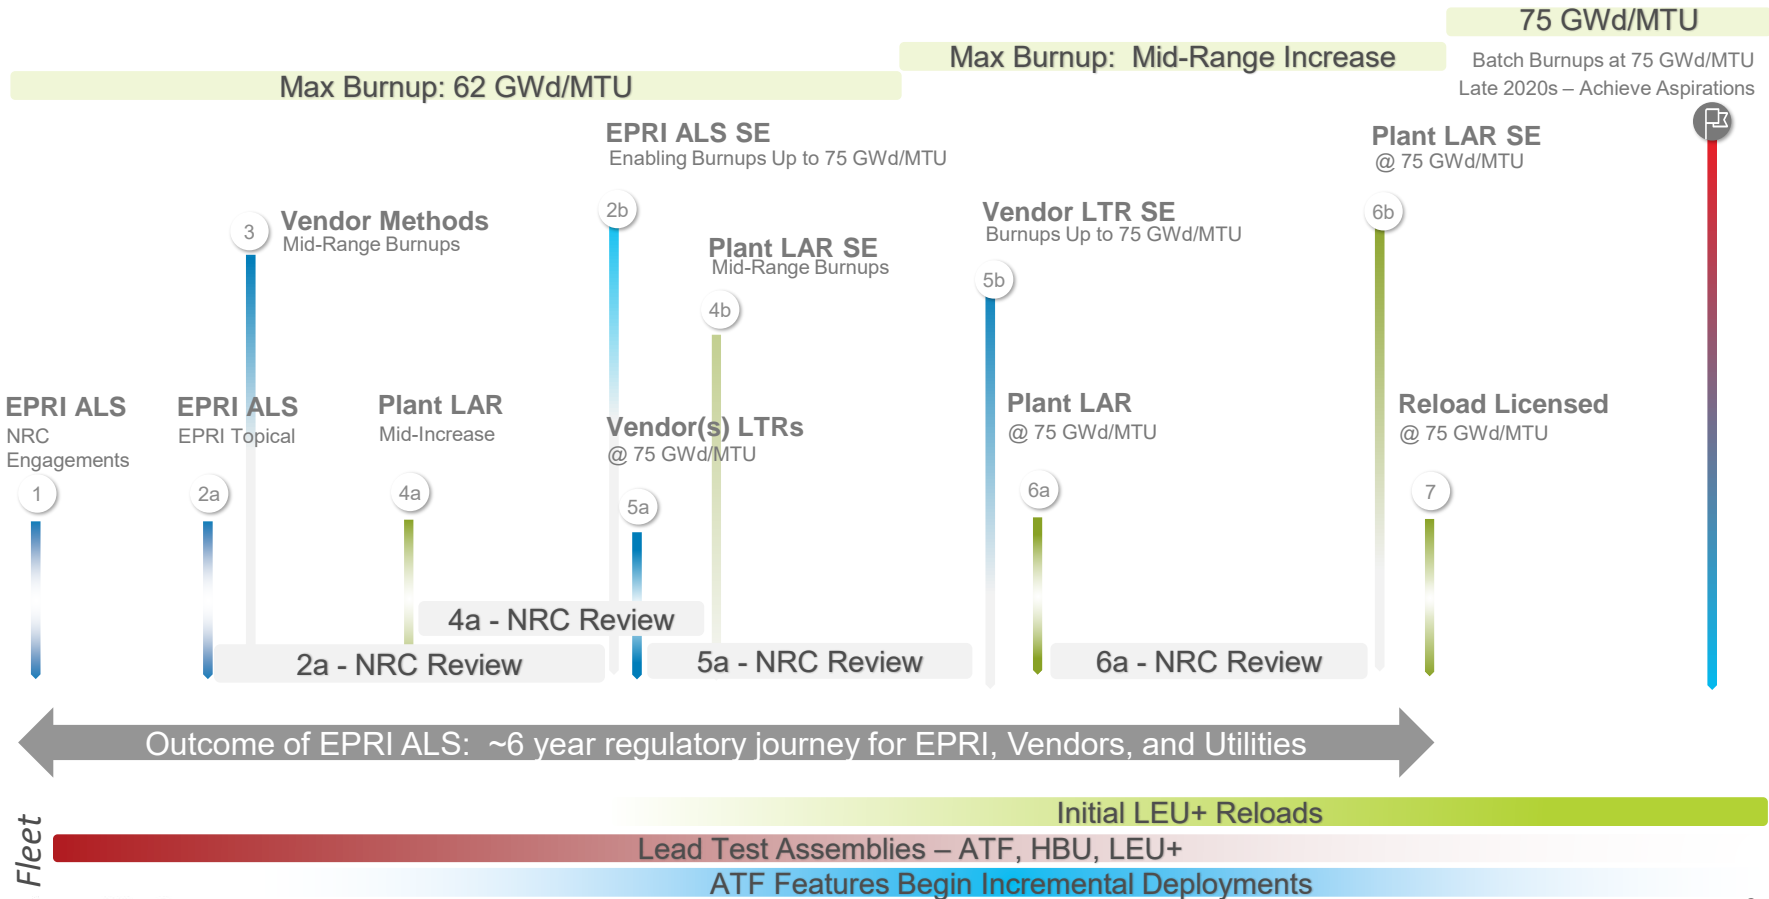 75 GWd/MTU
Max Burnup:  Mid-Range Increase
Batch Burnups at 75 GWd/MTU
Late 2020s – Achieve Aspirations
Max Burnup: 62 GWd/MTU
EPRI ALS SE
Enabling Burnups Up to 75 GWd/MTU
2b
Plant LAR SE
@ 75 GWd/MTU
6b
3
Vendor Methods
Mid-Range Burnups
Plant LAR SE
Mid-Range Burnups
4b
Vendor LTR SE
Burnups Up to 75 GWd/MTU
5b
EPRI ALS
NRC
Engagements
1
EPRI ALS
EPRI Topical
2a
Plant LAR
Mid-Increase
4a
Vendor(s) LTRs
@ 75 GWd/MTU
5a
Plant LAR
@ 75 GWd/MTU
6a
Reload Licensed
@ 75 GWd/MTU
7
4a - NRC Review
2a - NRC Review
5a - NRC Review
6a - NRC Review
Outcome of EPRI ALS:  ~6 year regulatory journey for EPRI, Vendors, and Utilities
Fleet
Initial LEU+ Reloads
Lead Test Assemblies – ATF, HBU, LEU+
ATF Features Begin Incremental Deployments